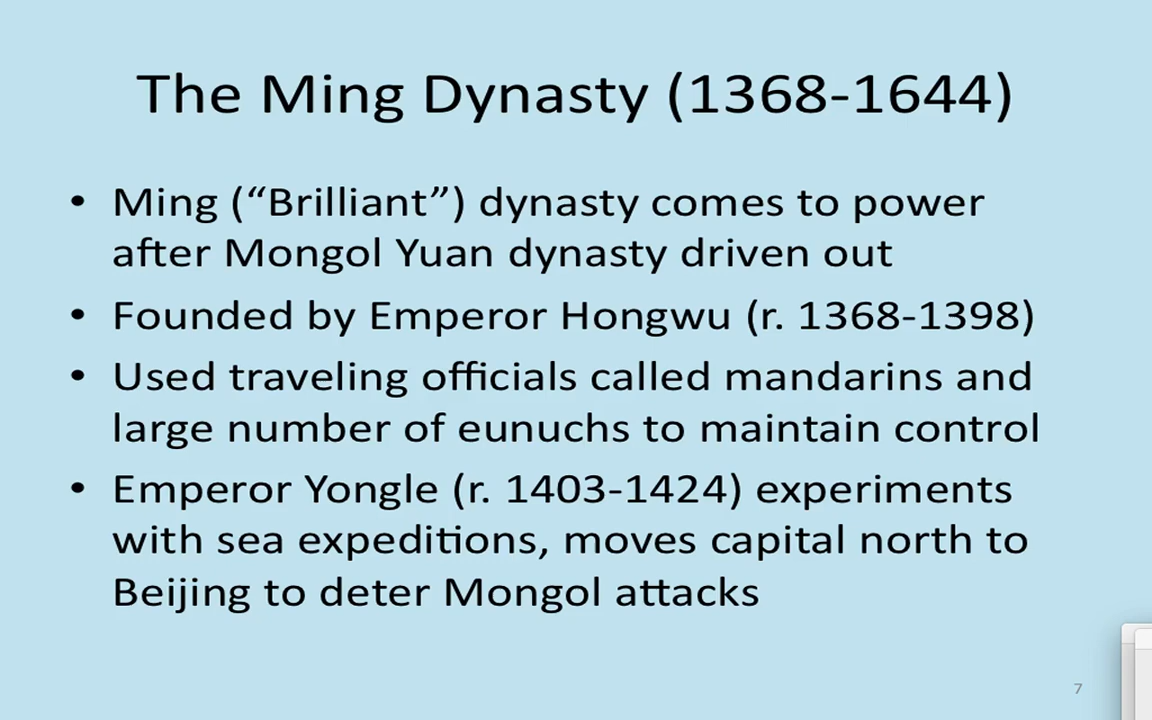 The Ming Dynasty (1368-1644)
• Ming (“Brilliant”) dynasty comes to power
after Mongol Yuan dynasty driven out
• Founded by Emperor Hongwu (r. 1368-1398)
• Used traveling officials called mandarins and
large number of eunuchs to maintain control
• Emperor Yongle (r. 1403-1424) experiments
with sea expeditions, moves capital north to
Beijing to deter Mongol attacks
7